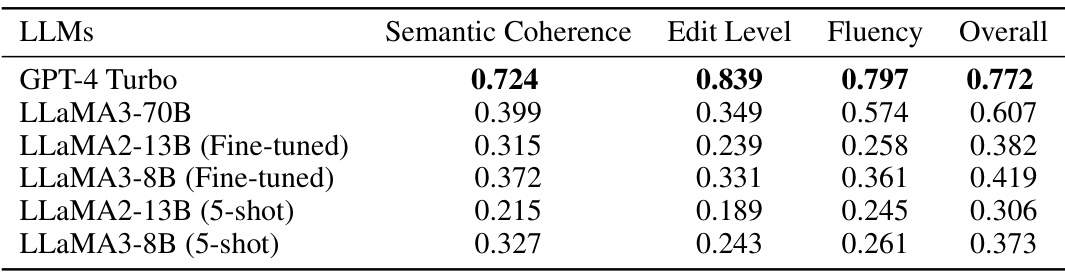 LLMs Semantic Coherence Edit Level Fluency Overall
GPT-4 Turbo 0.724 0.839 0.797 0.772
LLaMA3-70B 0.399 0.349 0.574 0.607
LLaMA2-13B (Fine-tuned) 0.315 0.239 0.258 0.382
LLaMA3-8B (Fine-tuned) 0.372 0.331 0.361 0.419
LLaMA2-13B (5-shot) 0.215 0.189 0.245 0.306
LLaMA3-8B (5-shot) 0.327 0.243 0.261 0.373